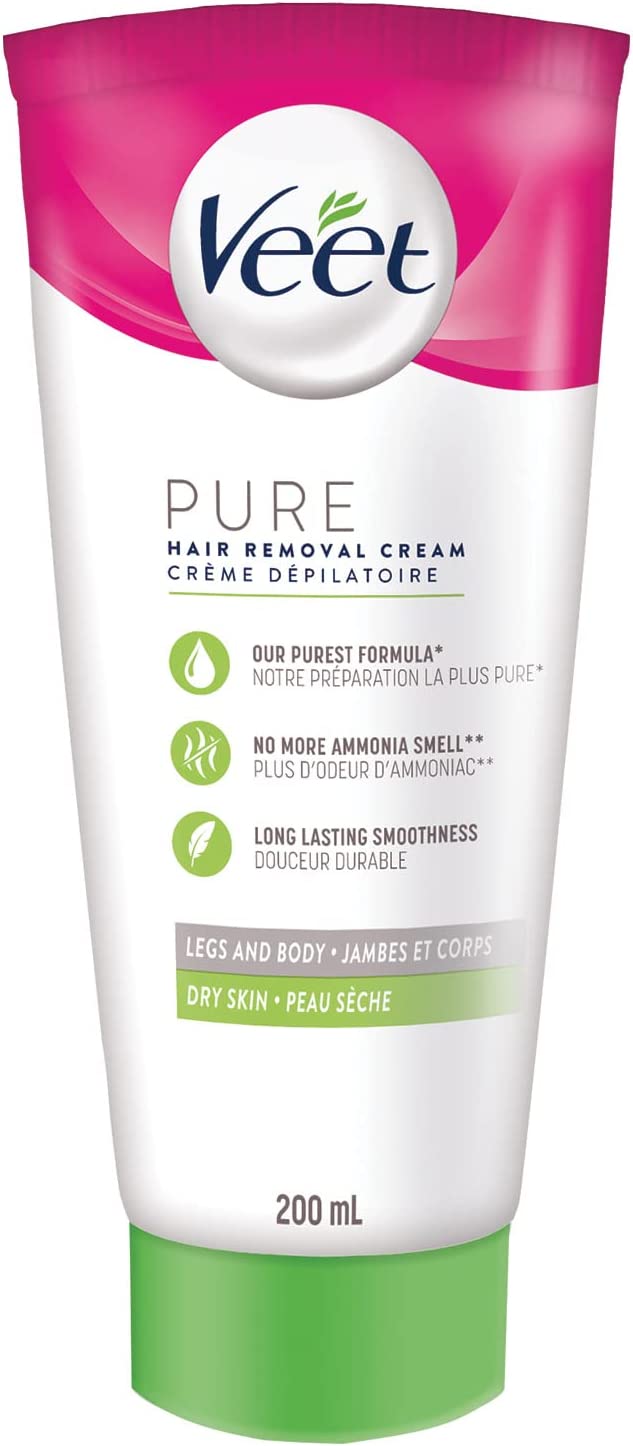 Veet
PURE
HAIR REMOVAL CREAM
CRÈME DÉPILATOIRE
OUR PUREST FORMULA*
NOTRE PRÉPARATION LA PLUS PURE*
NO MORE AMMONIA SMELL**
PLUS D'ODEUR D'AMMONIAC**
LONG LASTING SMOOTHNESS
DOUCEUR DURABLE
LEGS AND BODY • JAMBES ET CORPS
DRY SKIN • PEAU SÈCHE
200 mL